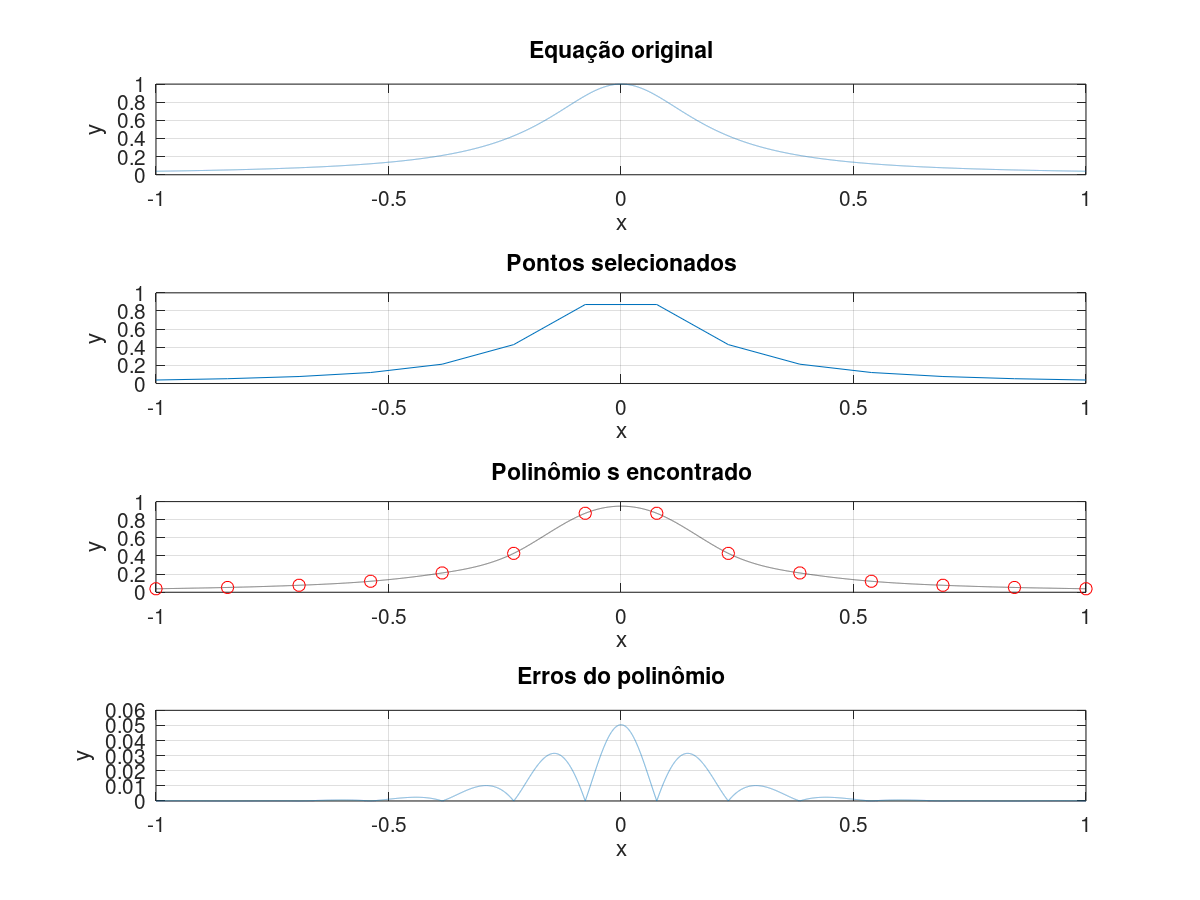 Equação original
1
0.8
0.6
0.4
0.2
0
y
-1 -0.5 0 0.5 1
x
Pontos selecionados
1
0.8
0.6
0.4
0.2
0
y
-1 -0.5 0 0.5 1
x
Polinômio s encontrado
1
0.8
0.6
0.4
0.2
0
y
-1 -0.5 0 0.5 1
x
Erros do polinômio
0.06
0.05
0.04
0.03
0.02
0.01
0
y
-1 -0.5 0 0.5 1
x